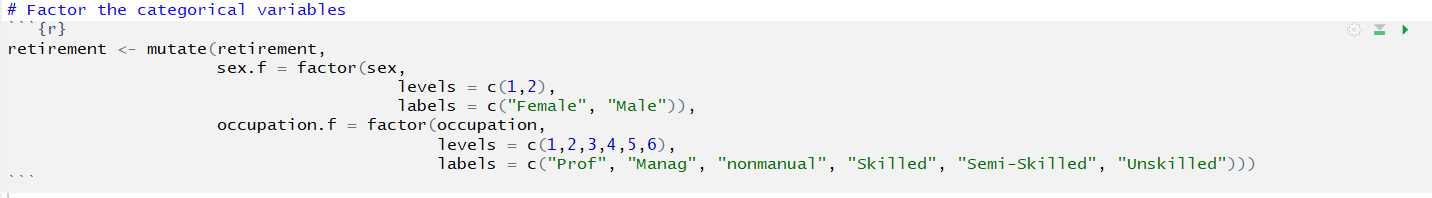 # Factor the categorical variables
```{r}
retirement <- mutate(retirement,
                     sex.f = factor(sex,
                                       levels = c(1,2),
                                       labels = c("Female", "Male")),
                     occupation.f = factor(occupation,
                                           levels = c(1,2,3,4,5,6),
                                           labels = c("Prof", "Manag", "nonmanual", "Skilled", "Semi-Skilled", "Unskilled")))
```